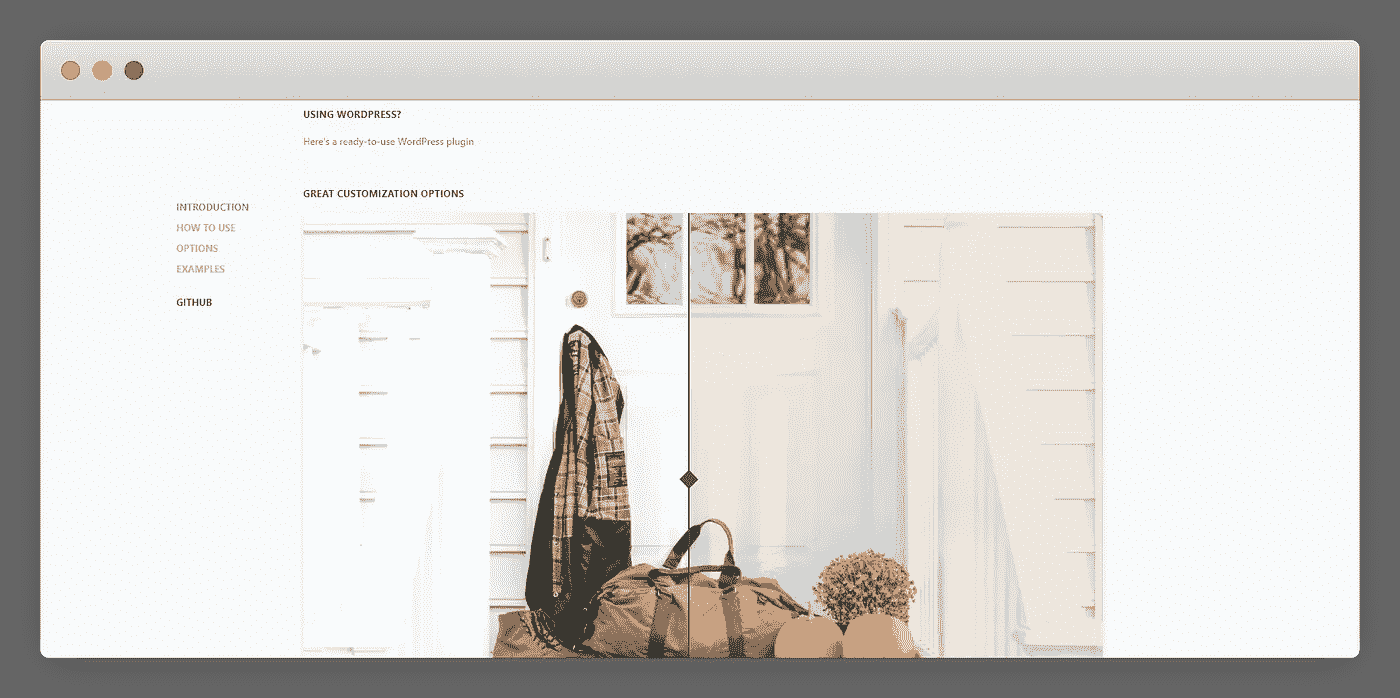 USING WORDPRESS?
Here's a ready-to-use WordPress plugin
GREAT CUSTOMIZATION OPTIONS
INTRODUCTION
HOW TO USE
OPTIONS
EXAMPLES
GITHUB